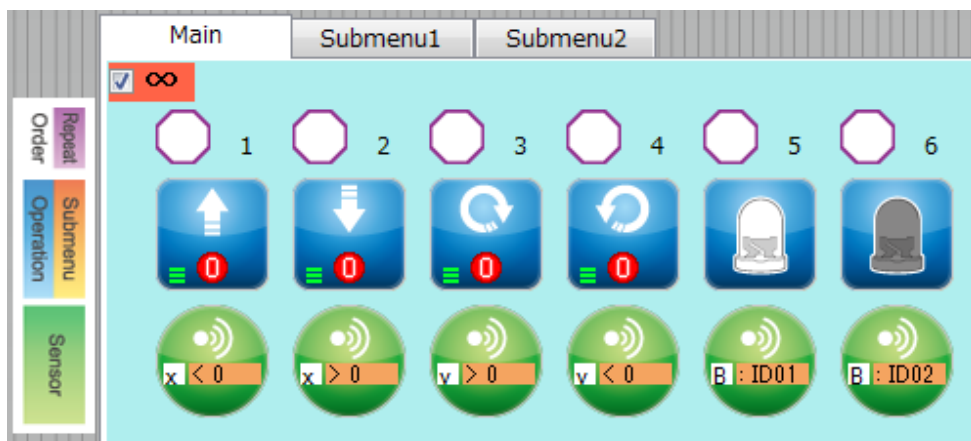 Main Submenu1 Submenu2
∞
Repeat
Order
1 2 3 4 5 6
Submenu
Operation
0 0 0 0
Sensor
x < 0 x > 0 y > 0 y < 0 B : ID01 B : ID02